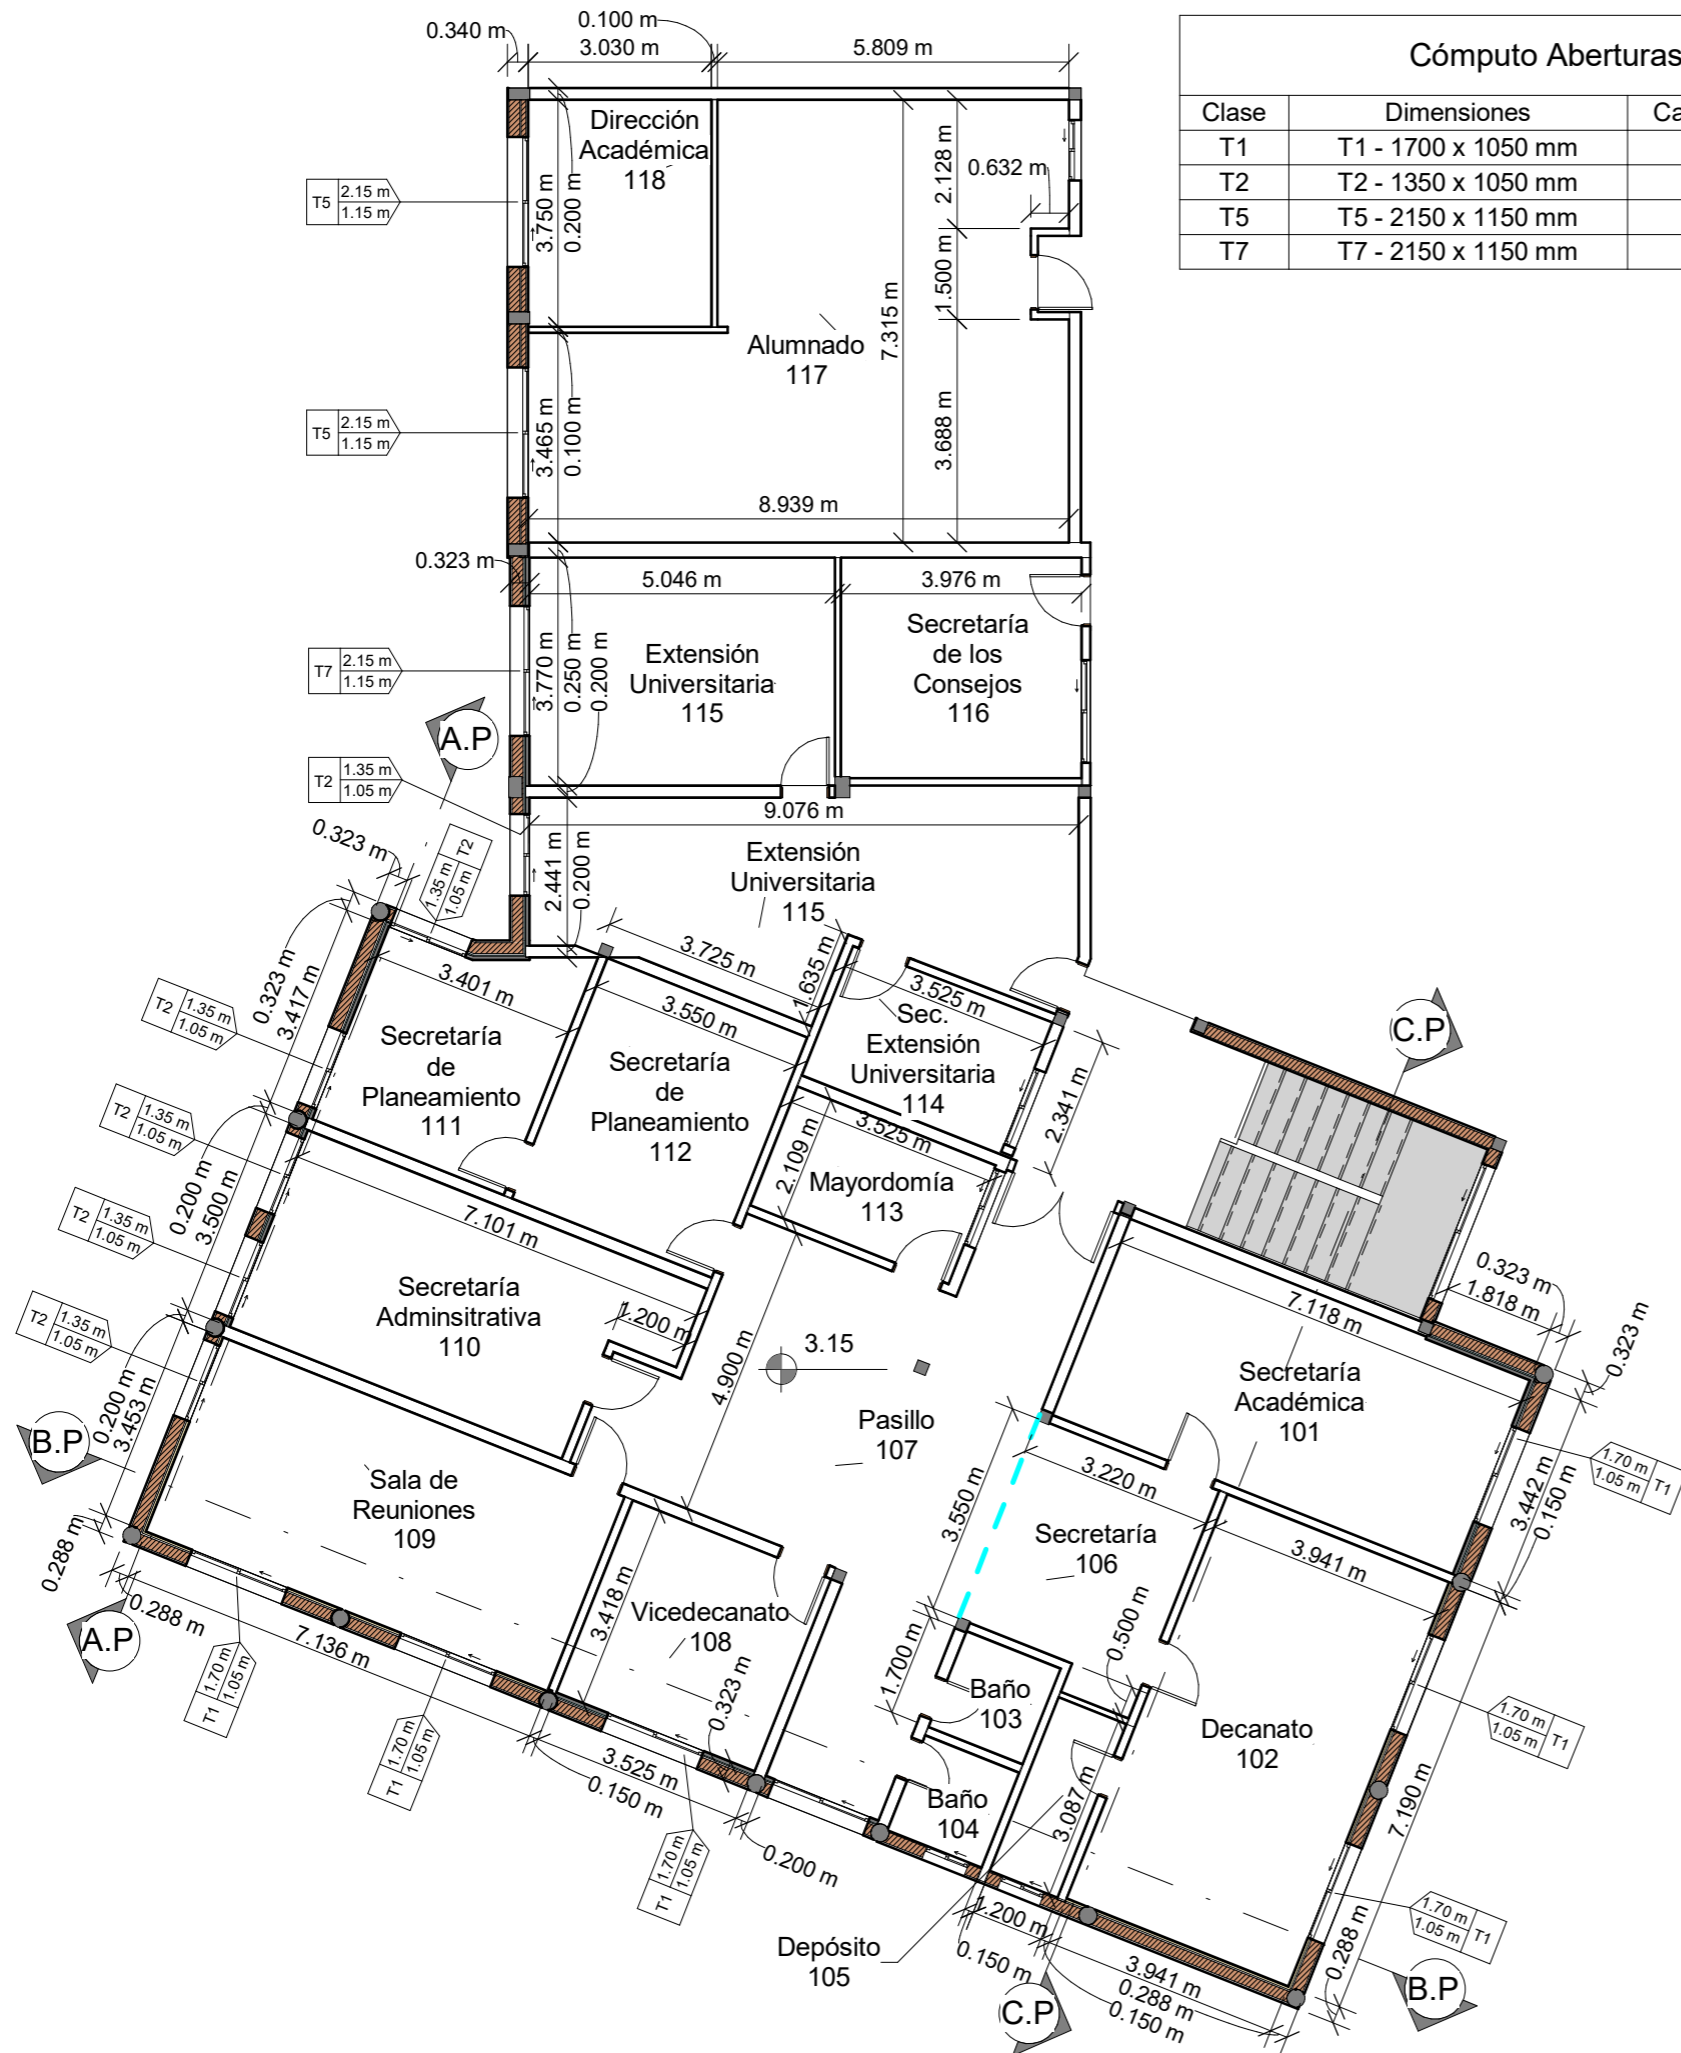 0.340 m
0.100 m
3.030 m
5.809 m
Cómputo Aberturas
Clase
Dimensiones
Ca
T1
T1 - 1700 x 1050 mm
T2
T2 - 1350 x 1050 mm
T5
T5 - 2150 x 1150 mm
T7
T7 - 2150 x 1150 mm
Dirección
Académica
118
T5
2.15 m
1.15 m
3.750 m
0.200 m
2.128 m
0.632 m
1.500 m
7.315 m
Alumnado
117
T5
2.15 m
1.15 m
3.465 m
0.100 m
3.688 m
8.939 m
0.323 m
5.046 m
3.976 m
T7
2.15 m
1.15 m
3.770 m
0.250 m
0.200 m
Extensión
Universitaria
115
Secretaría
de los
Consejos
116
A.P
T2
1.35 m
1.05 m
9.076 m
0.323 m
1.35 m
1.05 m
T2
2.441 m
0.200 m
Extensión
Universitaria
115
3.725 m
1.635 m
0.323 m
3.417 m
3.401 m
3.550 m
3.525 m
T2
1.35 m
1.05 m
Secretaría
de
Planeamiento
111
Secretaría
de
Planeamiento
112
Sec.
Extensión
Universitaria
114
C.P
2.341 m
T2
1.35 m
1.05 m
3.525 m
2.109 m
Mayordomía
113
0.200 m
3.500 m
T2
1.35 m
1.05 m
7.101 m
Secretaría
Adminsitrativa
110
1.200 m
T2
1.35 m
1.05 m
4.900 m
3.15
7.118 m
0.323 m
1.818 m
0.323 m
Secretaría
Académica
101
0.200 m
3.453 m
B.P
Pasillo
107
3.220 m
3.442 m
0.150 m
1.70 m
1.05 m
T1
Sala de
Reuniones
109
3.550 m
Secretaría
106
3.941 m
0.288 m
0.288 m
A.P
7.136 m
3.418 m
Vicedecanato
108
0.500 m
1.700 m
0.323 m
Baño
103
Decanato
102
1.70 m
1.05 m
T1
T1
1.70 m
1.05 m
T1
1.70 m
1.05 m
3.525 m
0.150 m
T1
1.70 m
1.05 m
0.200 m
Baño
104
3.087 m
7.190 m
1.70 m
1.05 m
T1
Depósito
105
1.200 m
0.150 m
3.941 m
0.288 m
0.150 m
0.288 m
C.P
B.P